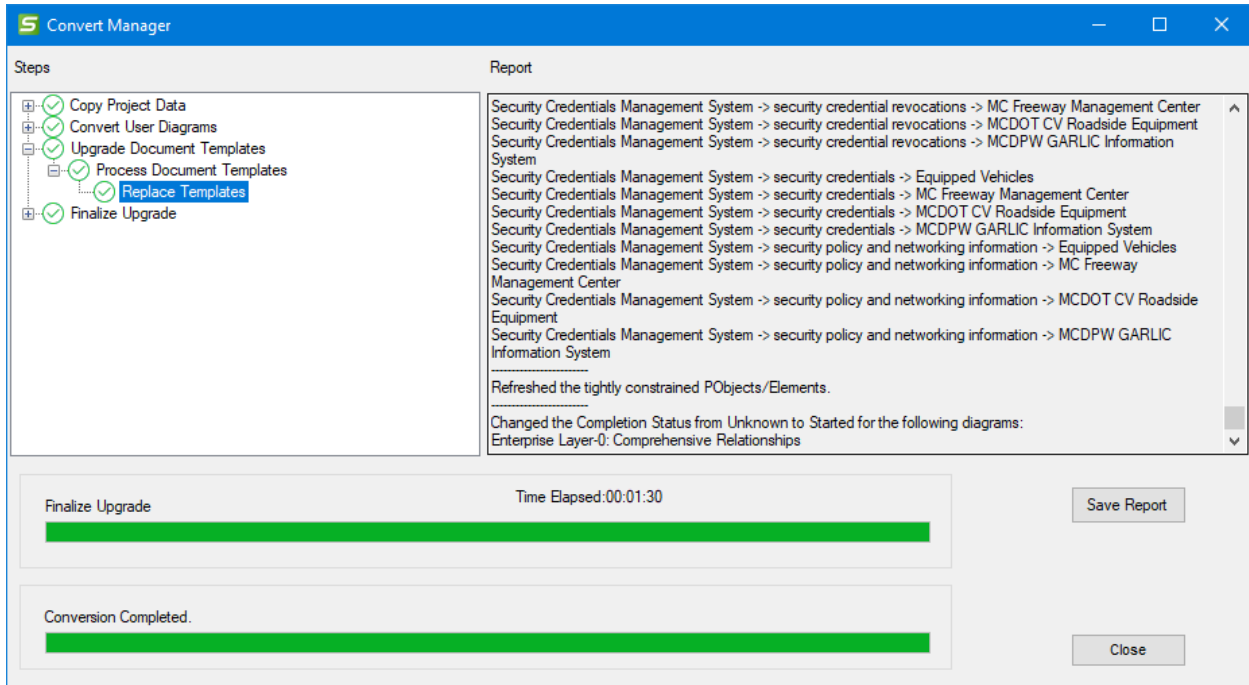 Convert Manager
Steps
Report
Copy Project Data
Convert User Diagrams
Upgrade Document Templates
Process Document Templates
Replace Templates
Finalize Upgrade
Security Credentials Management System -> security credential revocations -> MC Freeway Management Center
Security Credentials Management System -> security credential revocations -> MCDOT CV Roadside Equipment
Security Credentials Management System -> security credential revocations -> MCDPW GARLIC Information
System
Security Credentials Management System -> security credentials -> Equipped Vehicles
Security Credentials Management System -> security credentials -> MC Freeway Management Center
Security Credentials Management System -> security credentials -> MCDOT CV Roadside Equipment
Security Credentials Management System -> security credentials -> MCDPW GARLIC Information System
Security Credentials Management System -> security policy and networking information -> Equipped Vehicles
Security Credentials Management System -> security policy and networking information -> MC Freeway
Management Center
Security Credentials Management System -> security policy and networking information -> MCDOT CV Roadside
Equipment
Security Credentials Management System -> security policy and networking information -> MCDPW GARLIC
Information System
------------------------
Refreshed the tightly constrained PObjects/Elements.
------------------------
Changed the Completion Status from Unknown to Started for the following diagrams:
Enterprise Layer-0: Comprehensive Relationships
Finalize Upgrade
Time Elapsed:00:01:30
Save Report
Conversion Completed.
Close